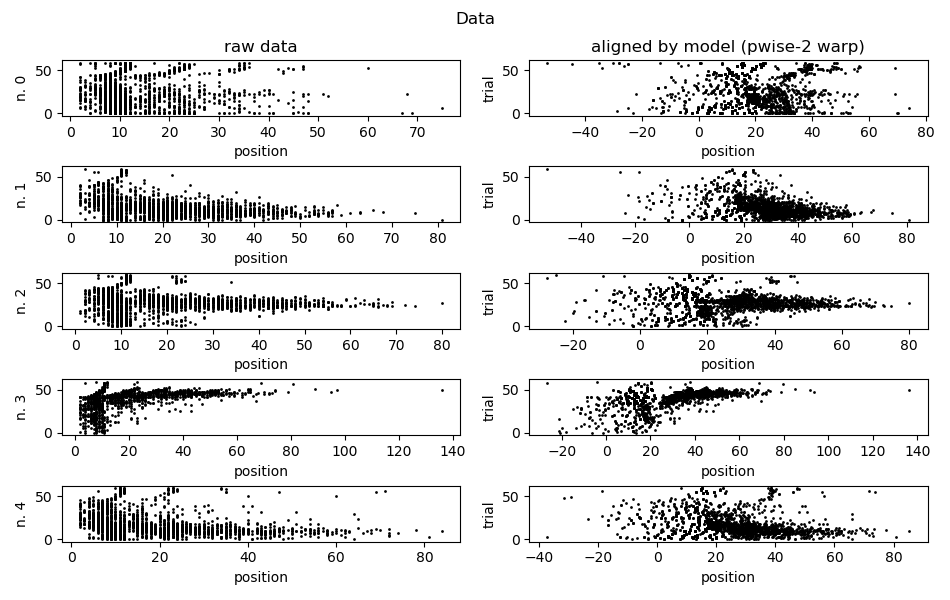 Data
raw data
aligned by model (pwise-2 warp)
n. 0
50
0
0 10 20 30 40 50 60 70
position
trial
50
0
−40 −20 0 20 40 60 80
position
n. 1
50
0
0 10 20 30 40 50 60 70 80
position
trial
50
0
−40 −20 0 20 40 60 80
position
n. 2
50
0
0 10 20 30 40 50 60 70 80
position
trial
50
0
−20 0 20 40 60 80
position
n. 3
50
0
0 20 40 60 80 100 120 140
position
trial
50
0
−20 0 20 40 60 80 100 120 140
position
n. 4
50
0
0 20 40 60 80
position
trial
50
0
−40 −20 0 20 40 60 80
position